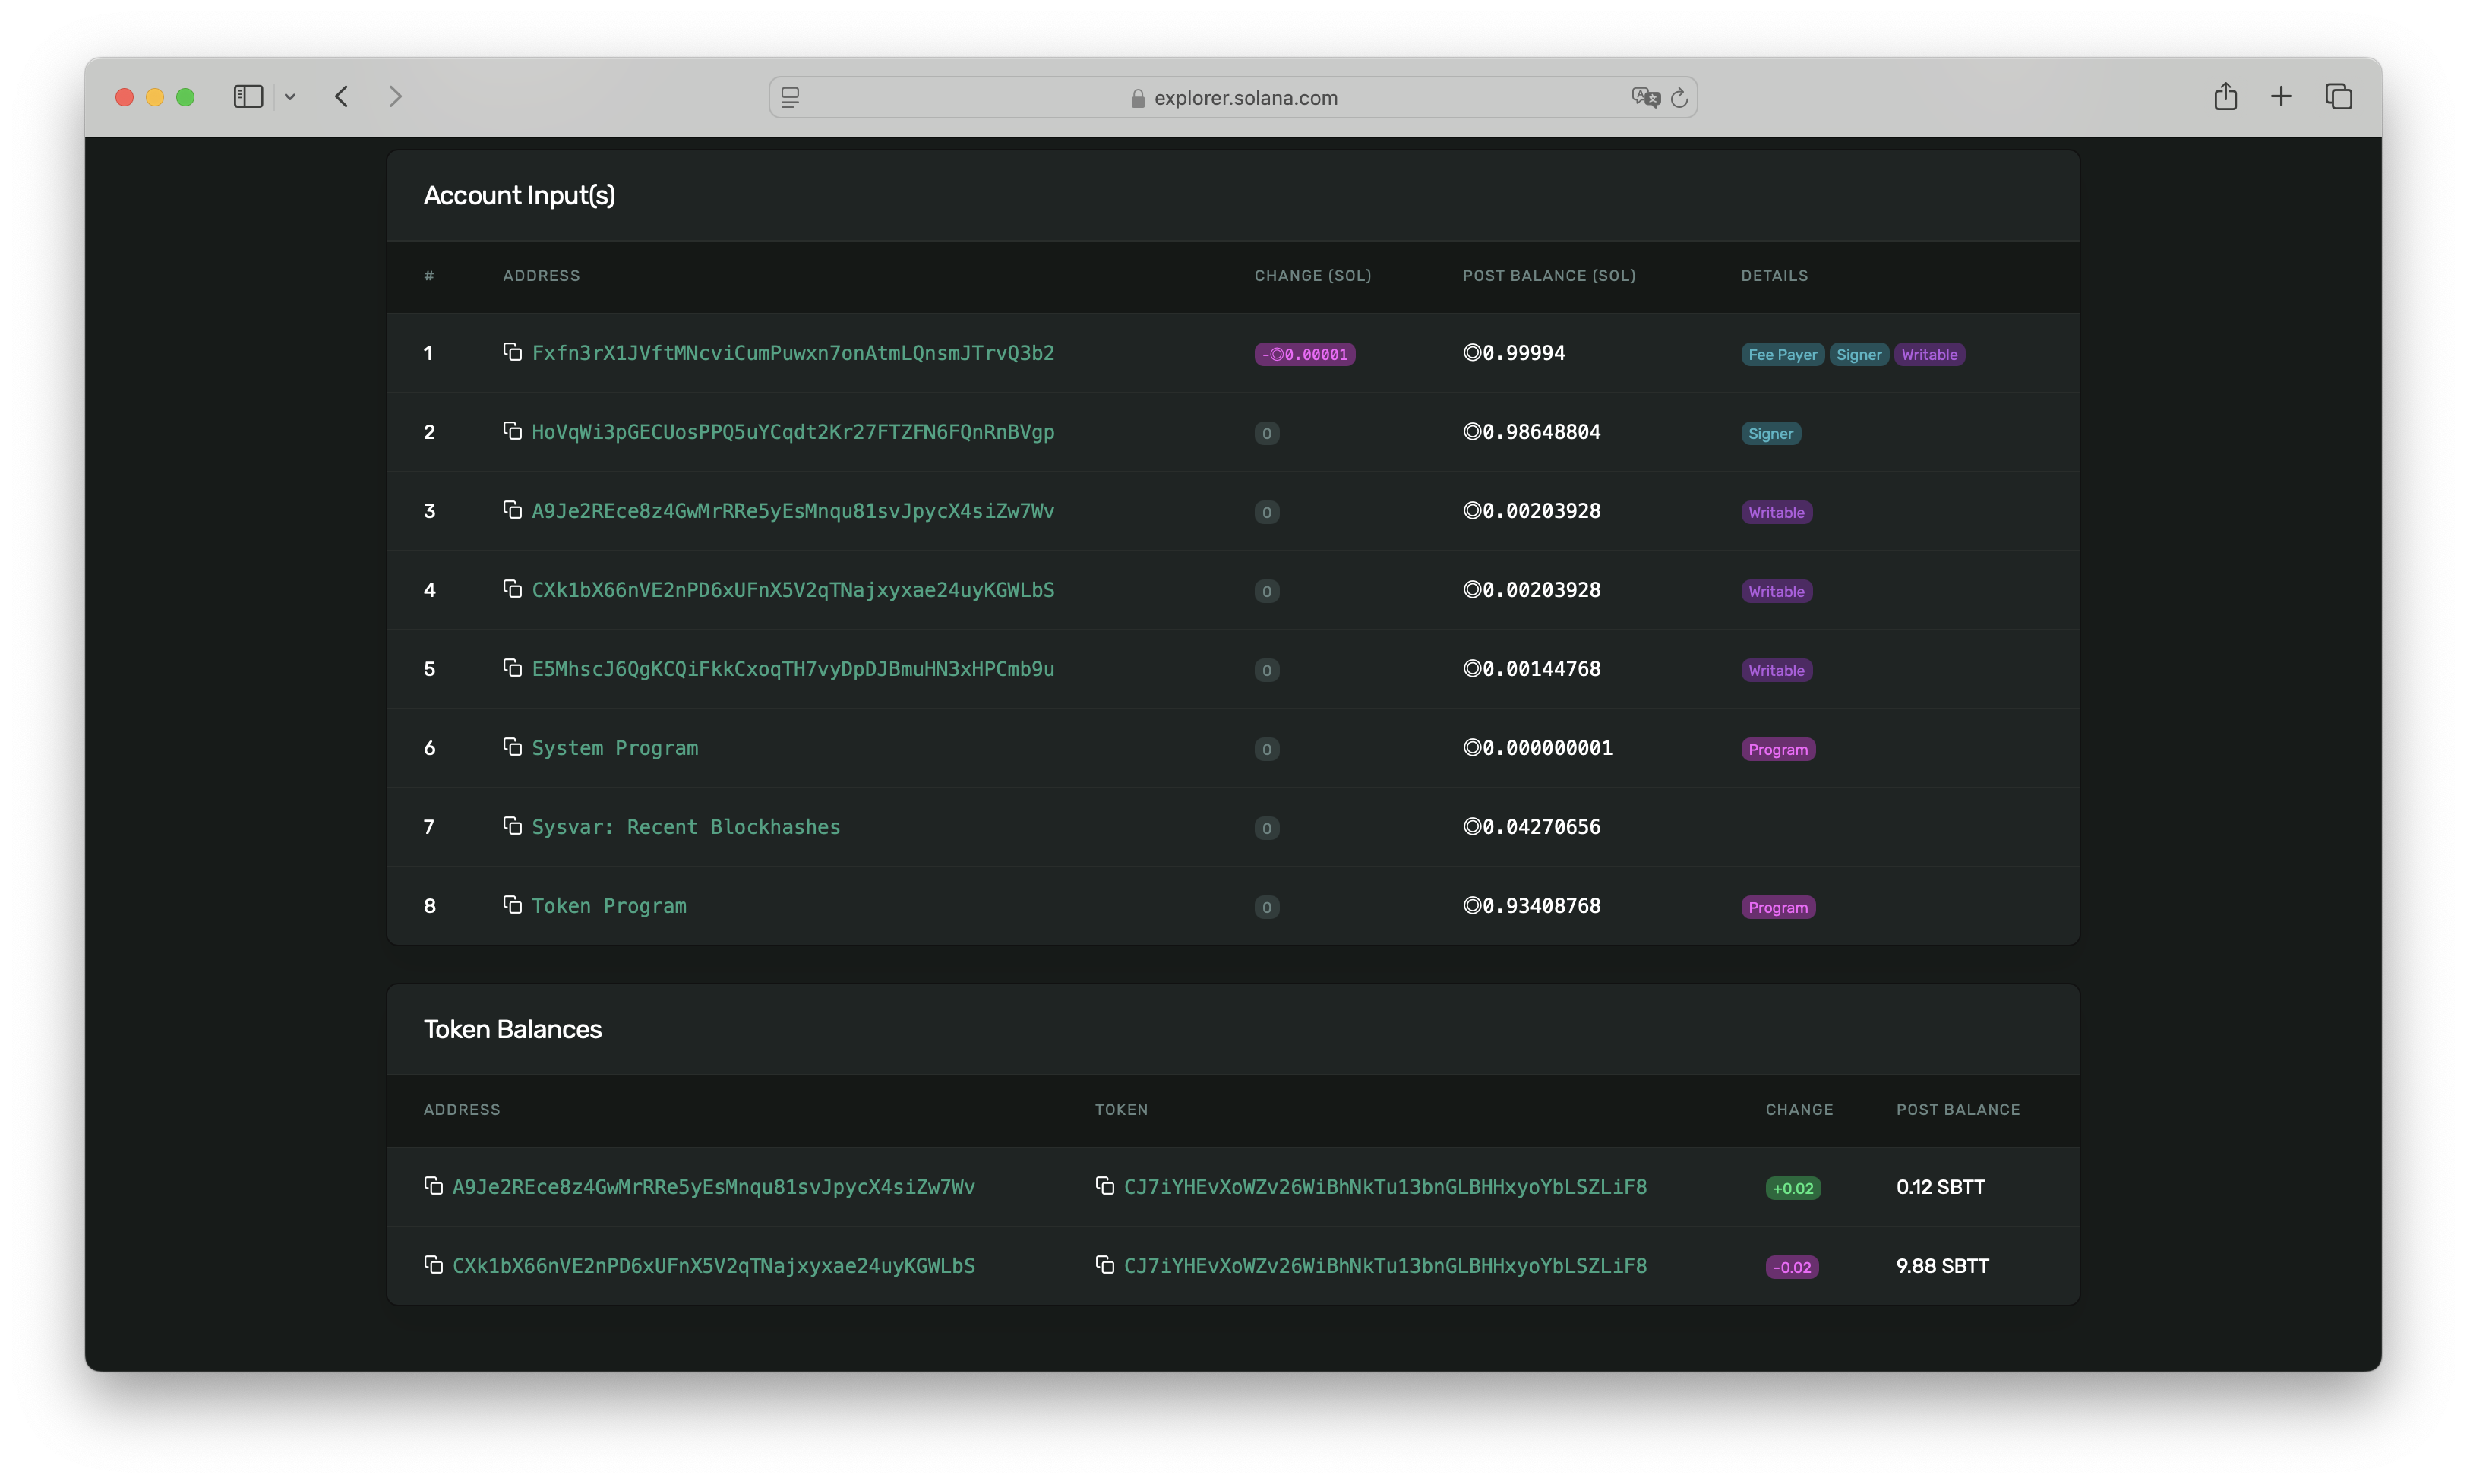 explorer.solana.com
Account Input(s)
# ADDRESS CHANGE (SOL) POST BALANCE (SOL) DETAILS
1 Fxfn3rX1JVftMNcviCumPuwxn7onAtmLQnsmJTrvQ3b2 -◎0.00001 ◎0.99994 Fee Payer Signer Writable
2 HoVqWi3pGECUosPPQ5uYCqdt2Kr27FTZFN6FQnRnBVgp 0 ◎0.98648804 Signer
3 A9Je2REce8z4GwMrRRe5yEsMnqu81svJpycX4siZw7Wv 0 ◎0.00203928 Writable
4 CXk1bX66nVE2nPD6xUFnX5V2qTNajxyxae24uyKGWLbS 0 ◎0.00203928 Writable
5 E5MhscJ6QgKCQiFkkCxoqTH7vyDpDJBmuHN3xHPCmb9u 0 ◎0.00144768 Writable
6 System Program 0 ◎0.000000001 Program
7 Sysvar: Recent Blockhashes 0 ◎0.04270656
8 Token Program 0 ◎0.93408768 Program
Token Balances
ADDRESS TOKEN CHANGE POST BALANCE
A9Je2REce8z4GwMrRRe5yEsMnqu81svJpycX4siZw7Wv CJ7iYHEvXoWZv26WiBhNkTu13bnGLBHHxyoYbLSZLiF8 +0.02 0.12 SBTT
CXk1bX66nVE2nPD6xUFnX5V2qTNajxyxae24uyKGWLbS CJ7iYHEvXoWZv26WiBhNkTu13bnGLBHHxyoYbLSZLiF8 -0.02 9.88 SBTT